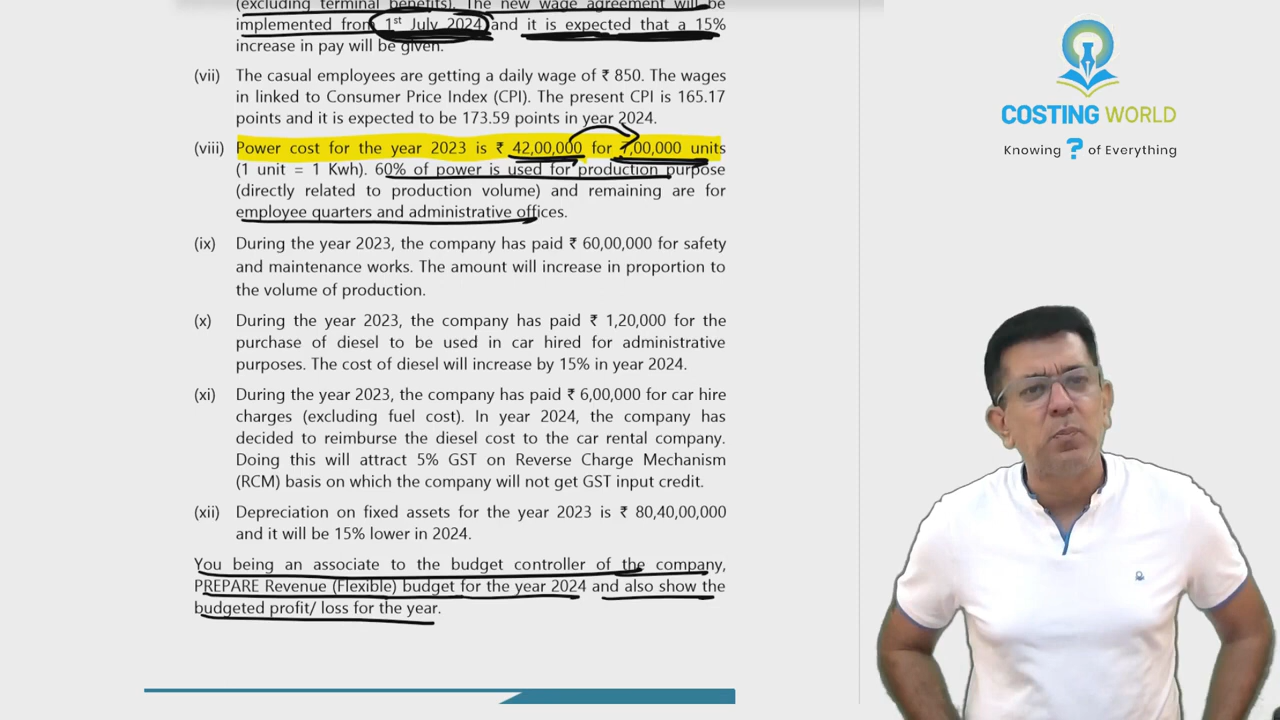 (excluding terminal benefits). The new wage agreement will be
implemented from 1st July 2024 and it is expected that a 15%
increase in pay will be given.
(vii) The casual employees are getting a daily wage of ₹ 850. The wages
in linked to Consumer Price Index (CPI). The present CPI is 165.17
points and it is expected to be 173.59 points in year 2024.
(viii) Power cost for the year 2023 is ₹ 42,00,000 for 7,00,000 units
(1 unit = 1 Kwh). 60% of power is used for production purpose
(directly related to production volume) and remaining are for
employee quarters and administrative offices.
(ix) During the year 2023, the company has paid ₹ 60,00,000 for safety
and maintenance works. The amount will increase in proportion to
the volume of production.
(x) During the year 2023, the company has paid ₹ 1,20,000 for the
purchase of diesel to be used in car hired for administrative
purposes. The cost of diesel will increase by 15% in year 2024.
(xi) During the year 2023, the company has paid ₹ 6,00,000 for car hire
charges (excluding fuel cost). In year 2024, the company has
decided to reimburse the diesel cost to the car rental company.
Doing this will attract 5% GST on Reverse Charge Mechanism
(RCM) basis on which the company will not get GST input credit.
(xii) Depreciation on fixed assets for the year 2023 is ₹ 80,40,00,000
and it will be 15% lower in 2024.
You being an associate to the budget controller of the company,
PREPARE Revenue (Flexible) budget for the year 2024 and also show the
budgeted profit/ loss for the year.
COSTING WORLD
Knowing ? of Everything